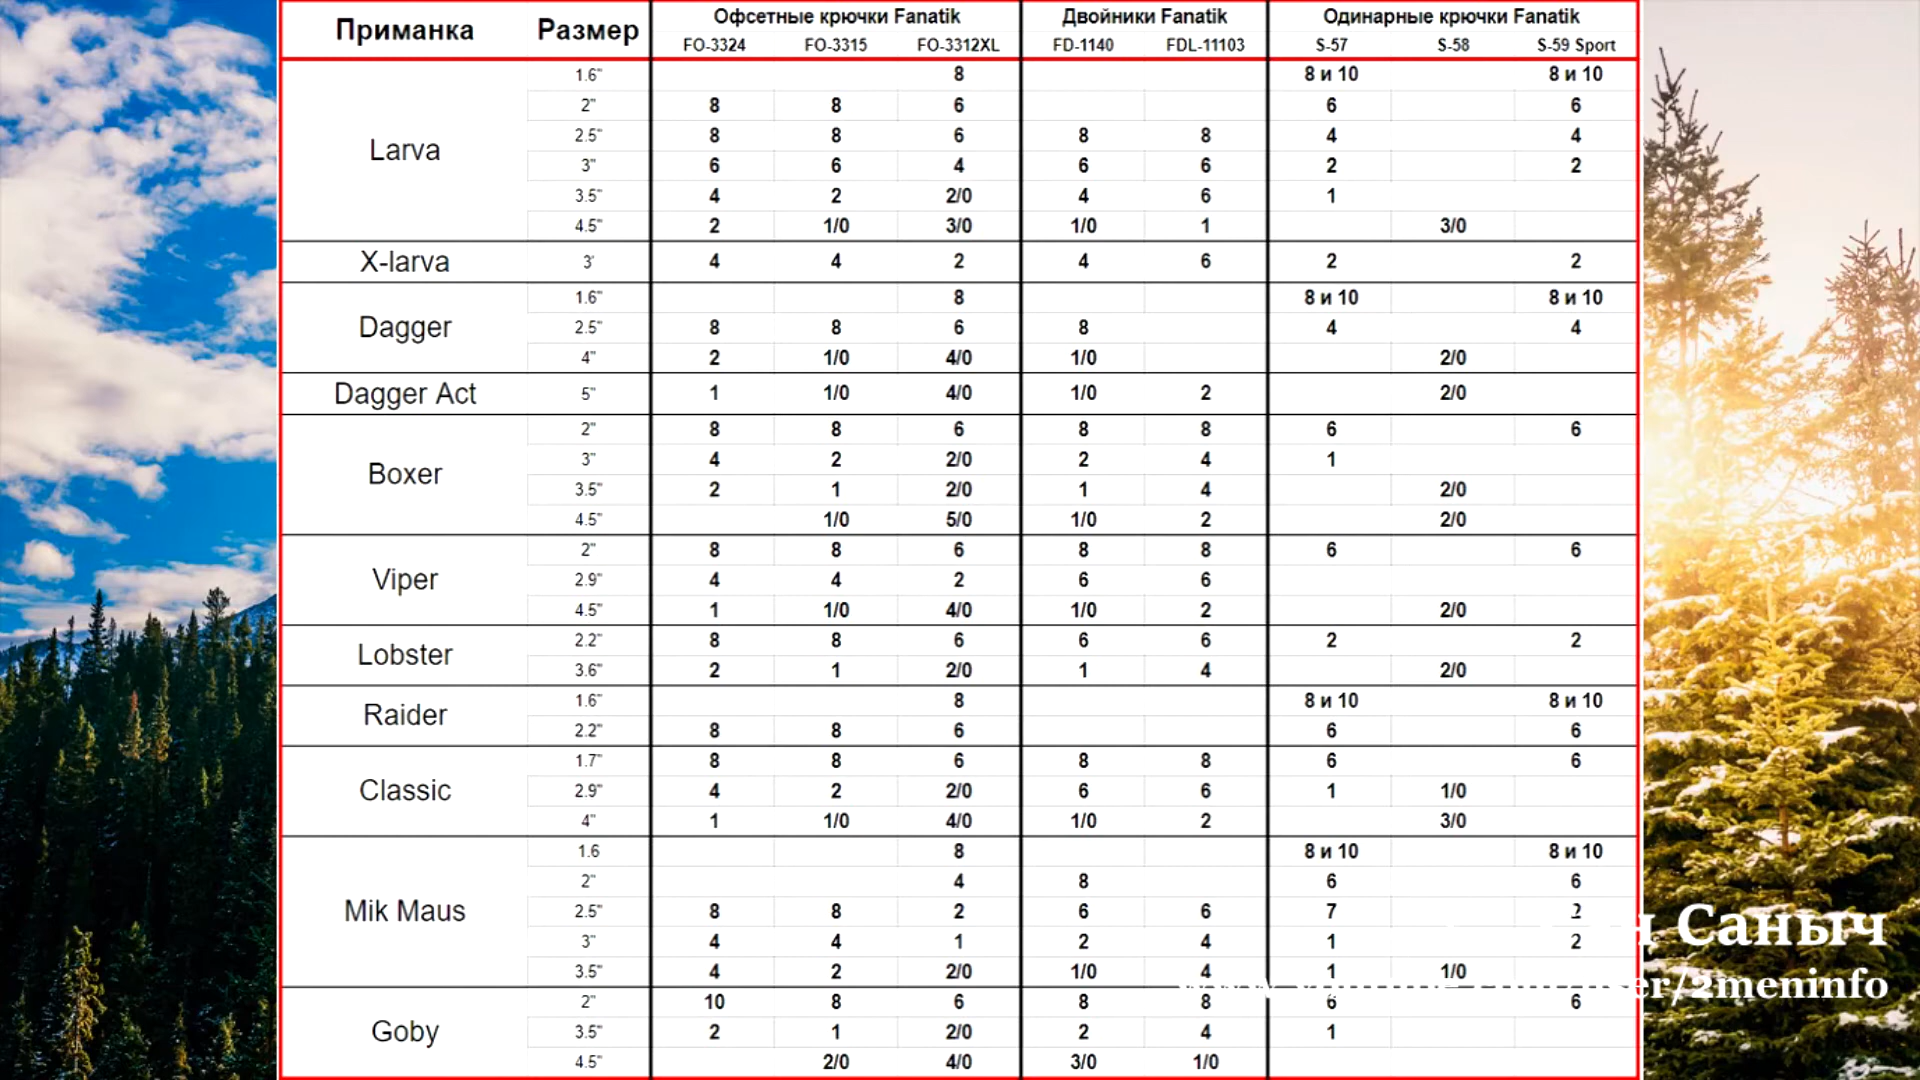 Приманка Размер Офсетные крючки Fanatik Двойники Fanatik Одинарные крючки Fanatik
FO-3324 FO-3315 FO-3312XL FD-1140 FDL-11103 S-57 S-58 S-59 Sport
Larva
1.6" 8 8 и 10 8 и 10
2" 8 8 6 6 6
2.5" 8 8 6 8 8 4 4
3" 6 6 4 6 6 2 2
3.5" 4 2 2/0 4 6 1
4.5" 2 1/0 3/0 1/0 1 3/0
X-larva 3' 4 4 2 4 6 2 2
Dagger
1.6" 8 8 и 10 8 и 10
2.5" 8 8 6 8 4 4
4" 2 1/0 4/0 1/0 2/0
Dagger Act 5" 1 1/0 4/0 1/0 2 2/0
Boxer
2" 8 8 6 8 8 6 6
3" 4 2 2/0 2 4 1
3.5" 2 1 2/0 1 4 2/0
4.5" 1/0 5/0 1/0 2 2/0
Viper
2" 8 8 6 8 8 6 6
2.9" 4 4 2 6 6
4.5" 1 1/0 4/0 1/0 2 2/0
Lobster
2.2" 8 8 6 6 6 2 2
3.6" 2 1 2/0 1 4 2/0
Raider
1.6" 8 8 и 10 8 и 10
2.2" 8 8 6 6 6
Classic
1.7" 8 8 6 8 8 6 6
2.9" 4 2 2/0 6 6 1 1/0
4" 1 1/0 4/0 1/0 2 3/0
Mik Maus
1.6 8 8 и 10 8 и 10
2" 4 8 6 6
2.5" 8 8 2 6 6 7 2
3" 4 4 1 2 4 1 2
3.5" 4 2 2/0 1/0 4 1 1/0
Goby
2" 10 8 6 8 8 6 6
3.5" 2 1 2/0 2 4 1
4.5" 2/0 4/0 3/0 1/0
Саныч
/2meninfo